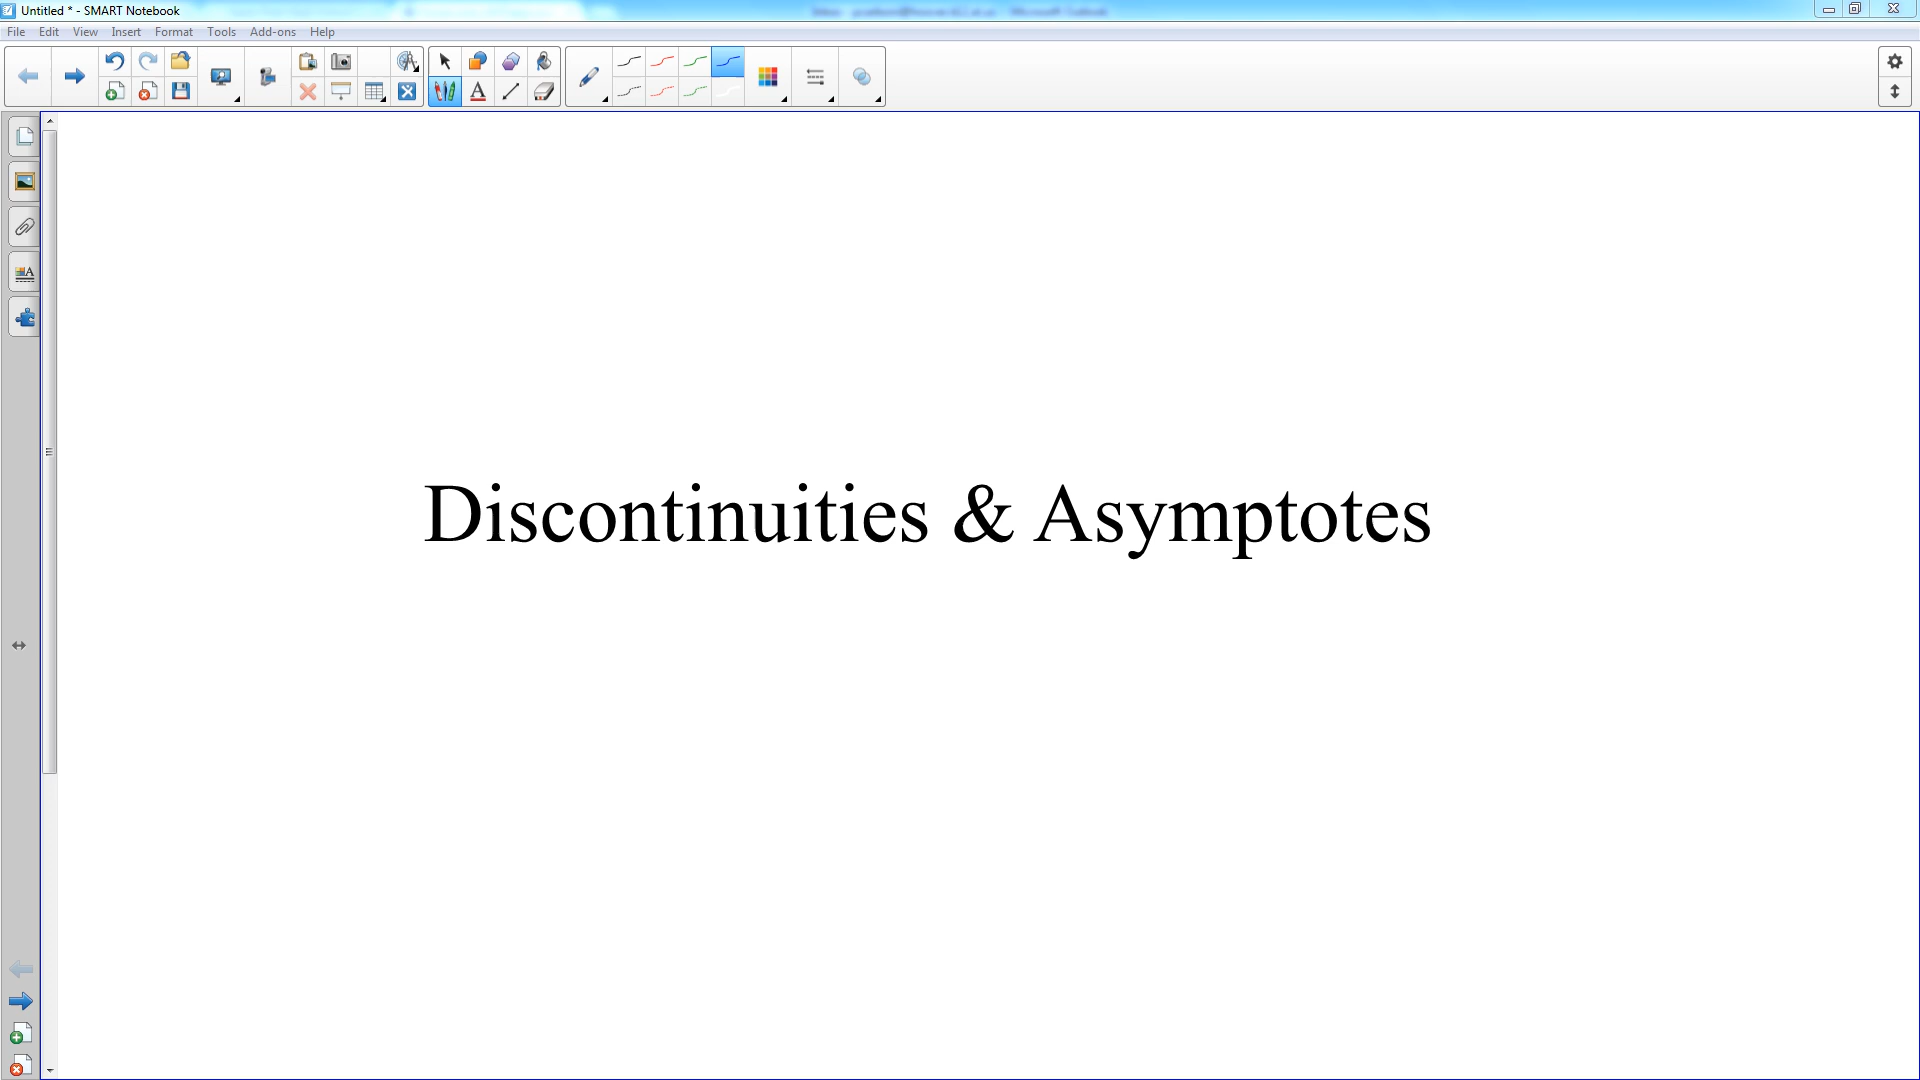 Untitled * - SMART Notebook
File Edit View Insert Format Tools Add-ons Help
Discontinuities & Asymptotes